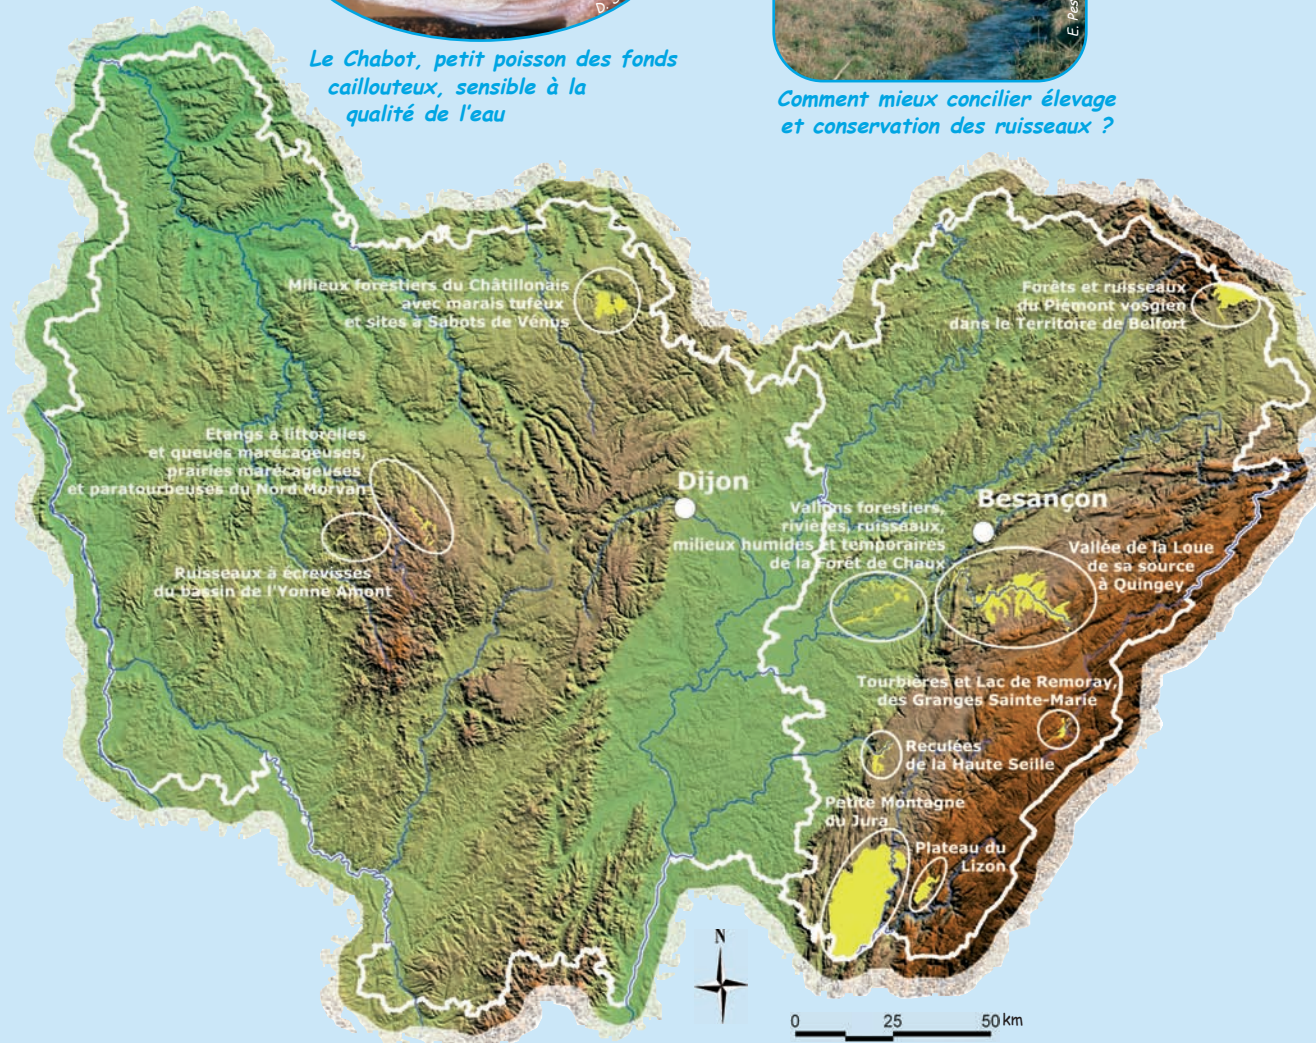 D.
E. Pes
Le Chabot, petit poisson des fonds
caillouteux, sensible à la
qualité de l'eau
Comment mieux concilier élevage
et conservation des ruisseaux ?
Milieux forestiers du Châtillonais
avec marais tufeux
et sites à Sabots de Vénus
Forêts et ruisseaux
du Piémont vosgien
dans le Territoire de Belfort
Etangs à littorelles
et queues marécageuses,
prairies marécageuses
et paratourbeuses du Nord Morvan
Ruisseaux à écrevisses
du bassin de l'Yonne Amont
Dijon
Besançon
Vallons forestiers,
rivières, ruisseaux,
milieux humides et temporaires
de la Forêt de Chaux
Vallée de la Loue
de sa source
à Quingey
Tourbières et Lac de Remoray,
des Granges Sainte-Marie
Reculées
de la Haute Seille
Petite Montagne
du Jura
Plateau du
Lizon
N
0 25 50 km